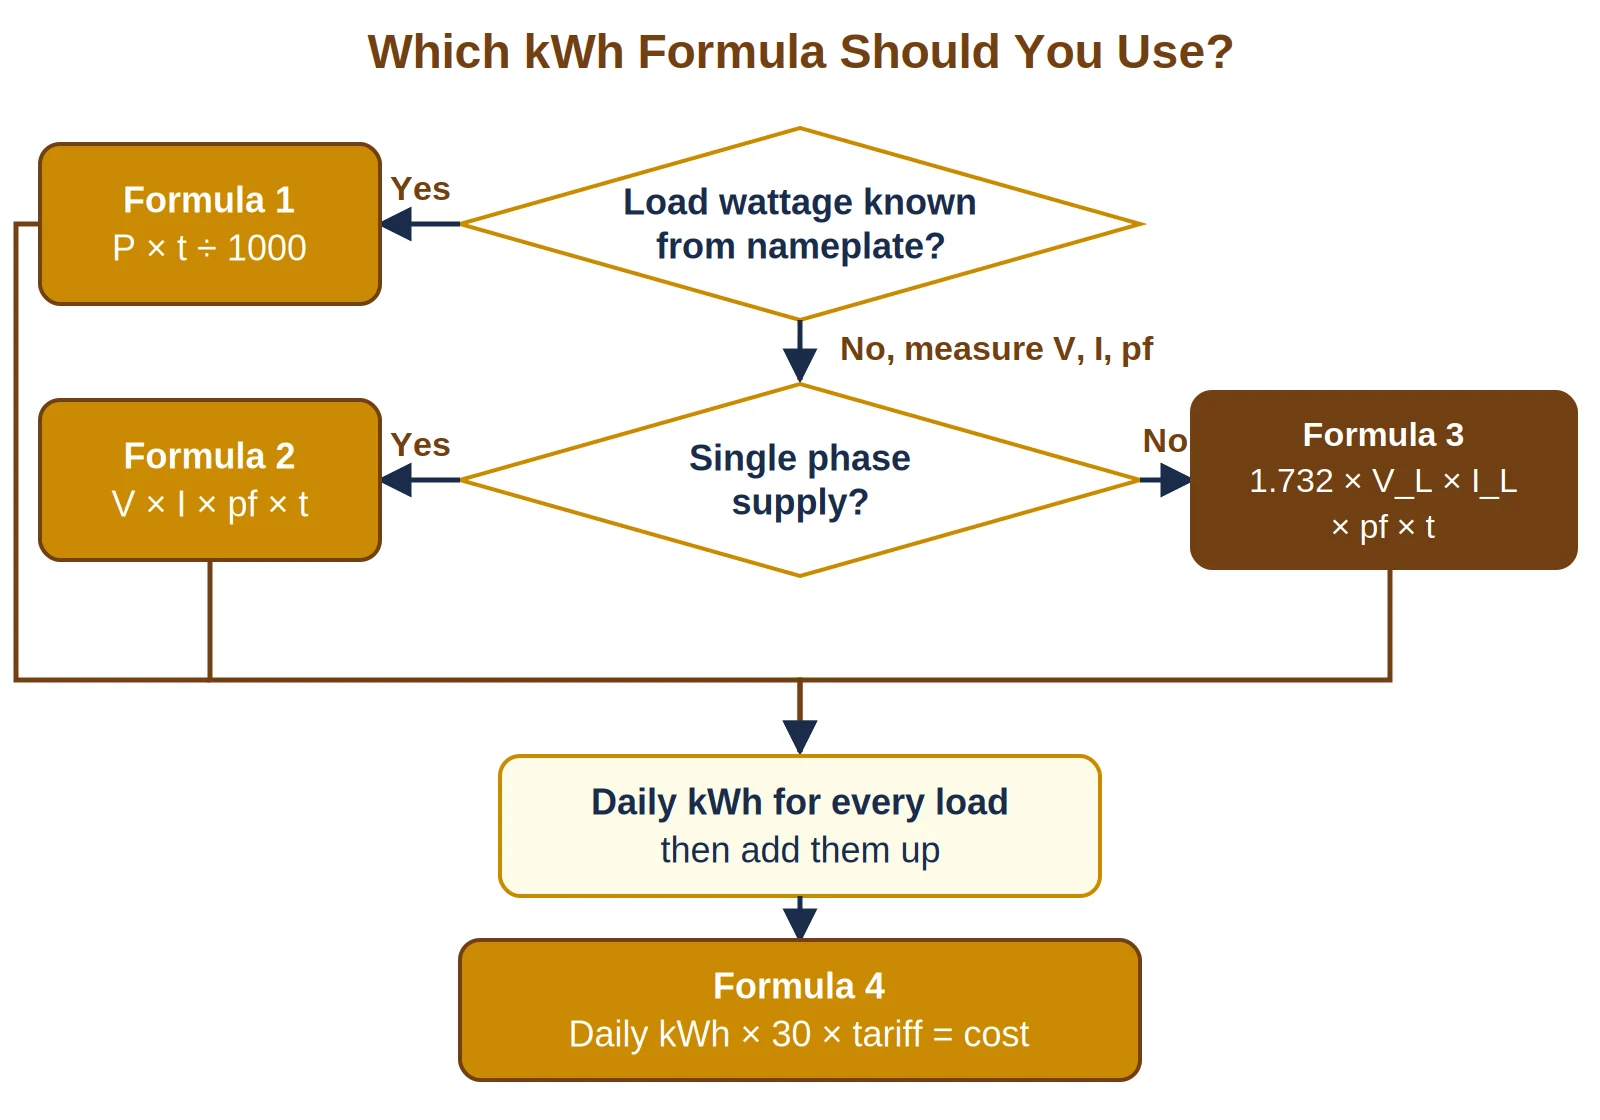 Which kWh Formula Should You Use?
Formula 1
P × t ÷ 1000
Yes
Load wattage known
from nameplate?
No, measure V, I, pf
Formula 2
V × I × pf × t
Yes
Single phase
supply?
No
Formula 3
1.732 × V_L × I_L
× pf × t
Daily kWh for every load
then add them up
Formula 4
Daily kWh × 30 × tariff = cost